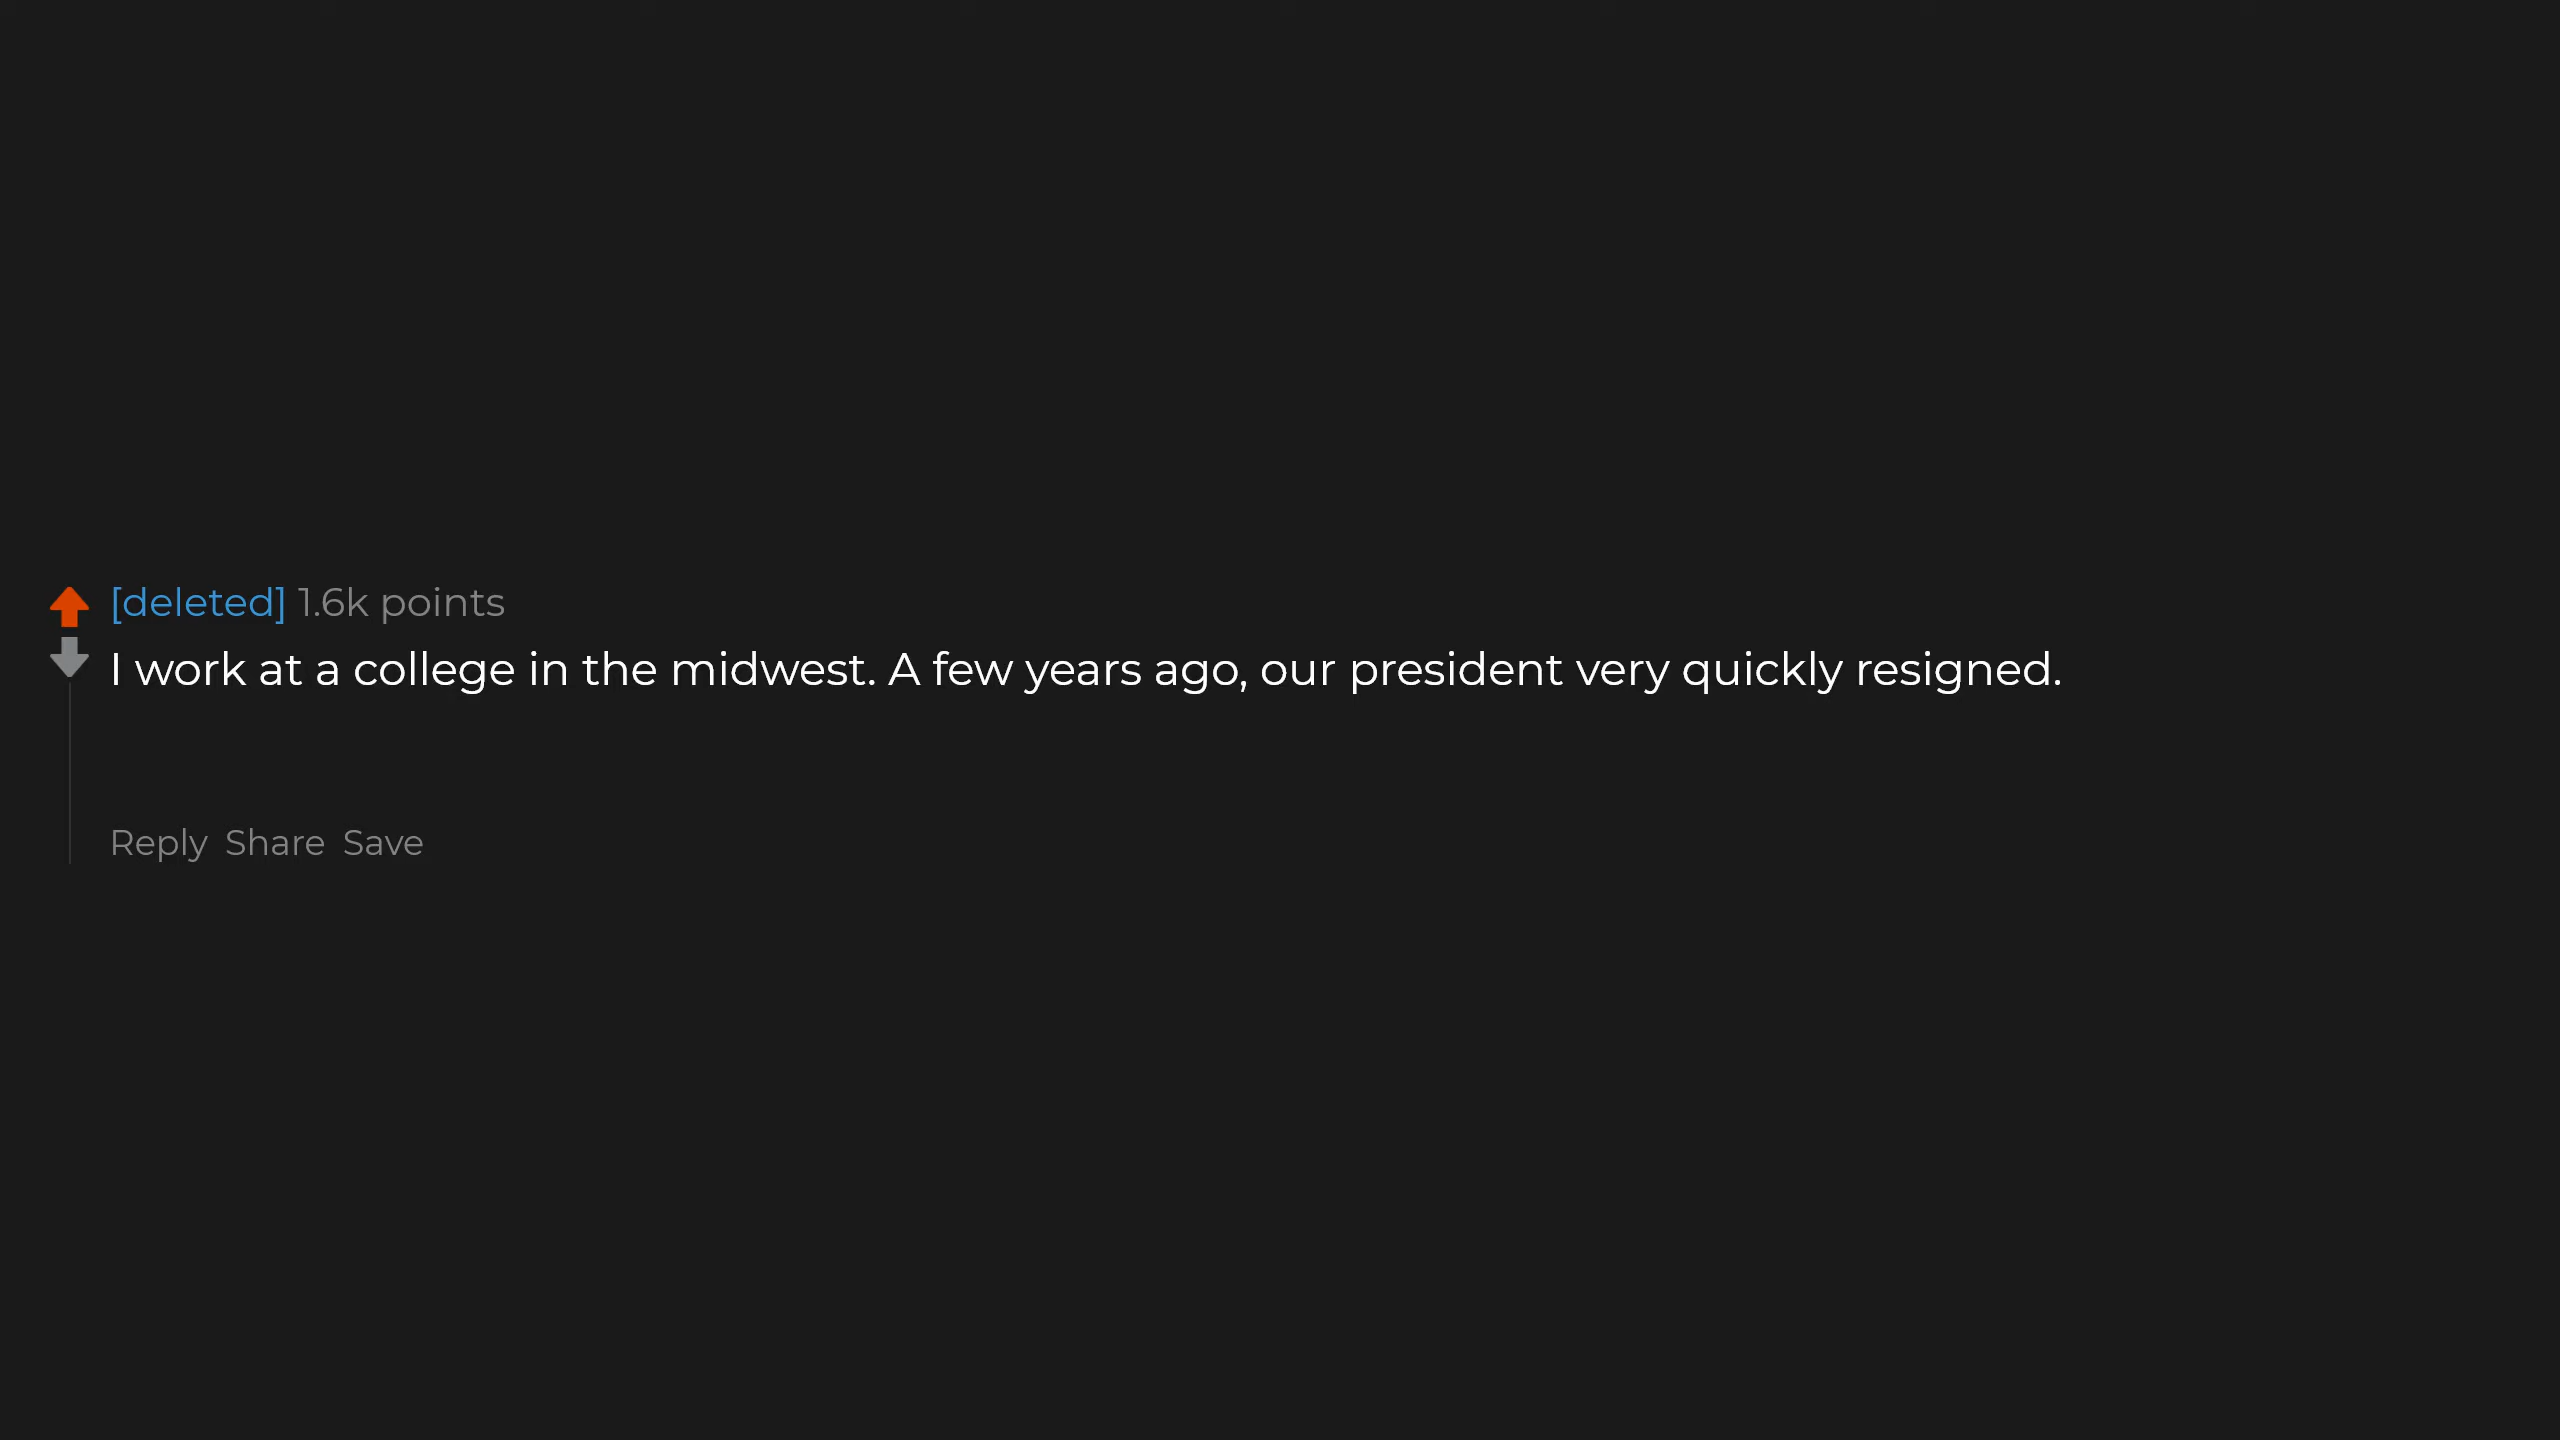 [deleted] 1.6k points
I work at a college in the midwest. A few years ago, our president very quickly resigned.
Reply Share Save